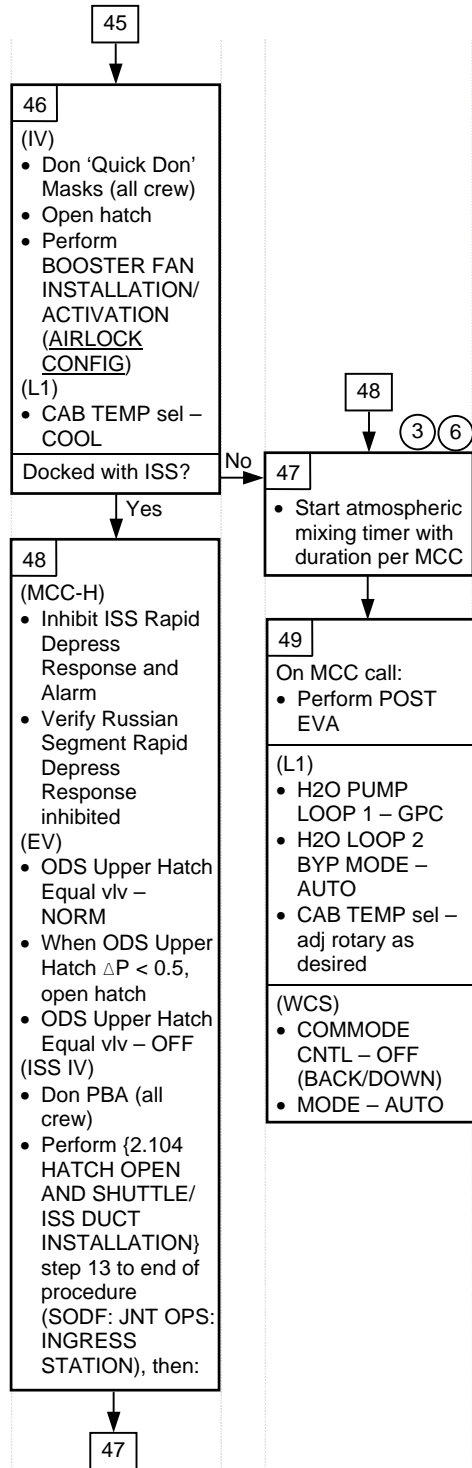 45
46
(IV)
• Don ‘Quick Don’
Masks (all crew)
• Open hatch
• Perform
BOOSTER FAN
INSTALLATION/
ACTIVATION
(AIRLOCK
CONFIG)
(L1)
• CAB TEMP sel –
COOL
Docked with ISS?
No
Yes
48
(MCC-H)
• Inhibit ISS Rapid
Depress
Response and
Alarm
• Verify Russian
Segment Rapid
Depress
Response
inhibited
(EV)
• ODS Upper Hatch
Equal vlv –
NORM
• When ODS Upper
Hatch ΔP < 0.5,
open hatch
• ODS Upper Hatch
Equal vlv – OFF
(ISS IV)
• Don PBA (all
crew)
• Perform {2.104
HATCH OPEN
AND SHUTTLE/
ISS DUCT
INSTALLATION}
step 13 to end of
procedure
(SODF: JNT OPS:
INGRESS
STATION), then:
47
48
3 6
47
• Start atmospheric
mixing timer with
duration per MCC
49
On MCC call:
• Perform POST
EVA
(L1)
• H2O PUMP
LOOP 1 – GPC
• H2O LOOP 2
BYP MODE –
AUTO
• CAB TEMP sel –
adj rotary as
desired
(WCS)
• COMMODE
CNTL – OFF
(BACK/DOWN)
• MODE – AUTO